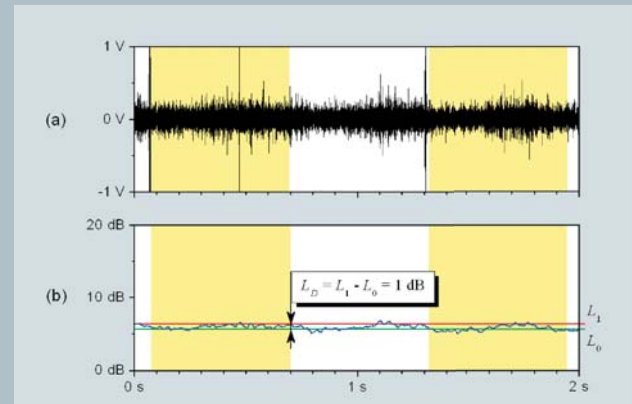 1 V
(a)
0 V
-1 V
20 dB
L_D = L_1 - L_0 = 1 dB
(b)
10 dB
L_1
L_0
0 dB
0 s
1 s
2 s